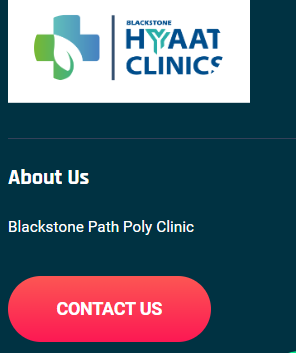 BLACKSTONE
HYAAT
CLINICS
About Us
Blackstone Path Poly Clinic
CONTACT US